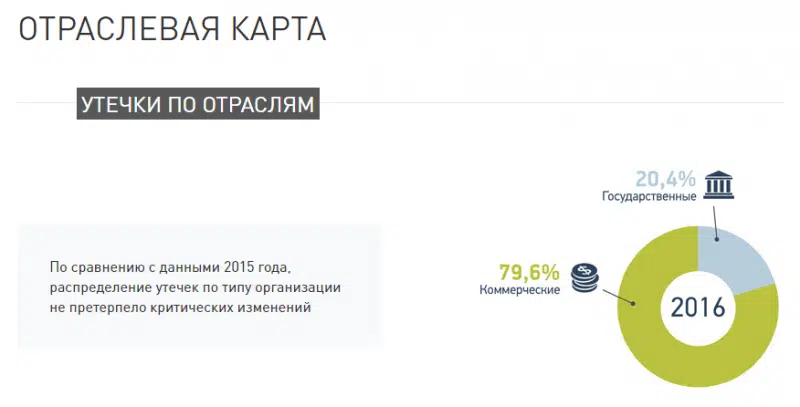 ОТРАСЛЕВАЯ КАРТА
УТЕЧКИ ПО ОТРАСЛЯМ
20,4%
Государственные
По сравнению с данными 2015 года,
распределение утечек по типу организации
не претерпело критических изменений
79,6%
Коммерческие
2016